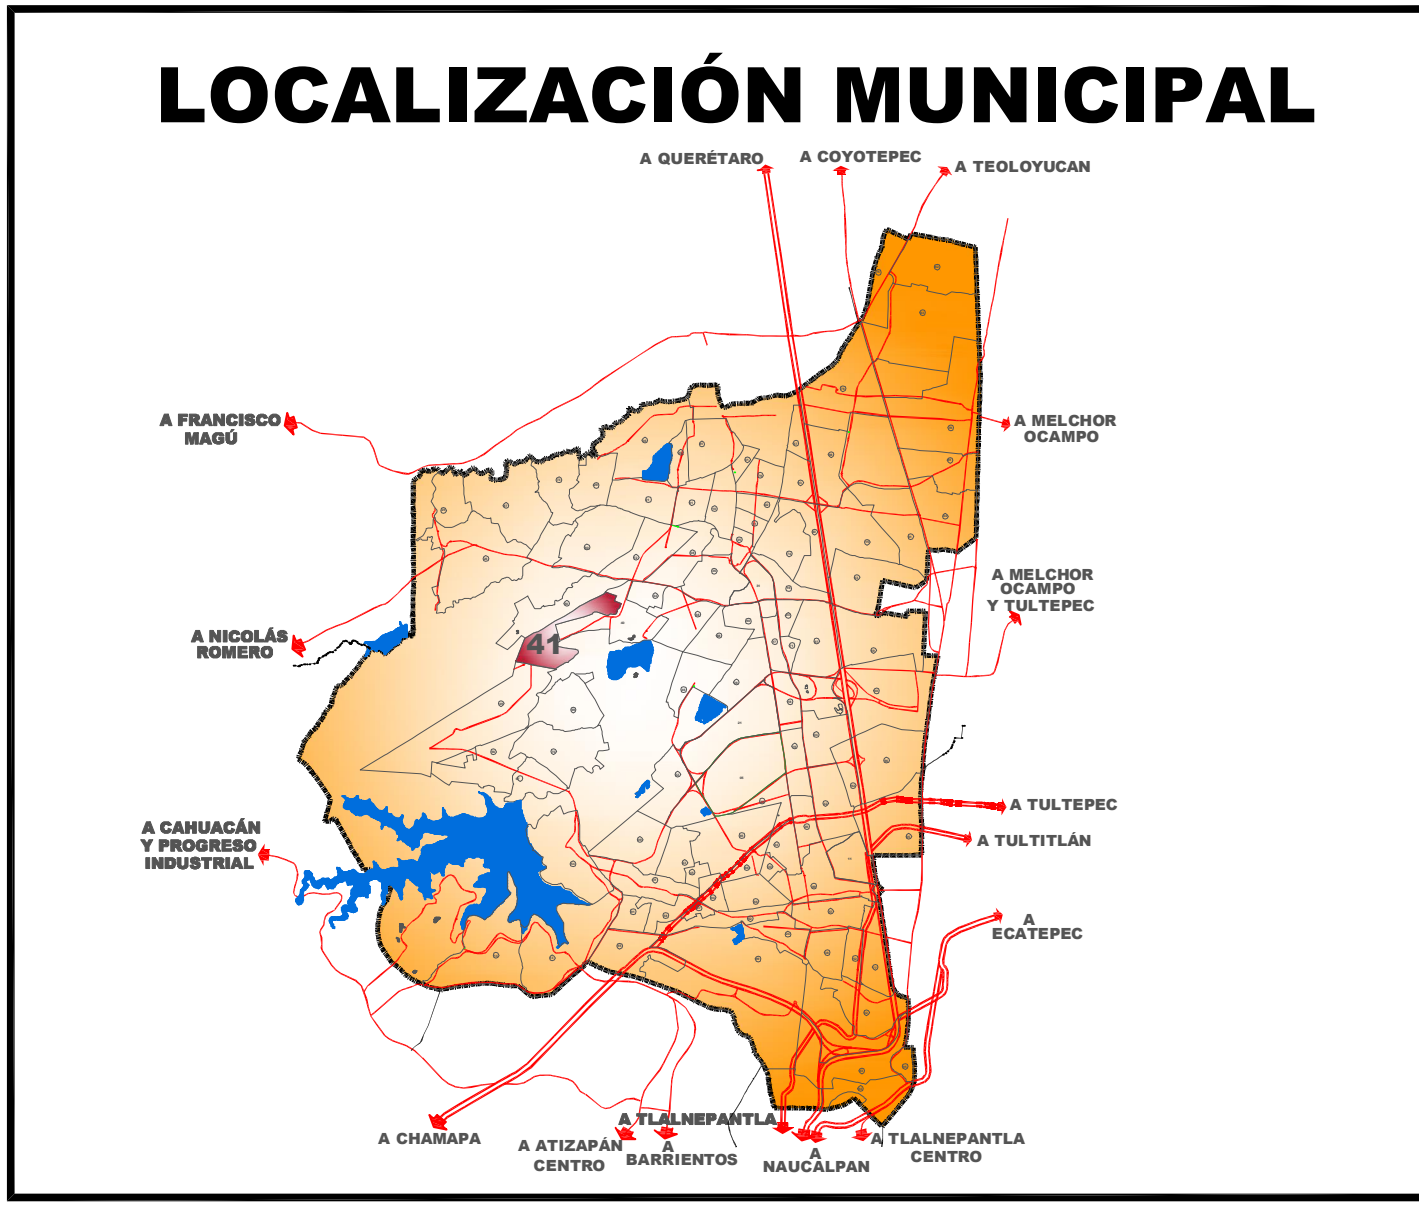 LOCALIZACIÓN MUNICIPAL
A QUERÉTARO
A COYOTEPEC
A TEOLOYUCAN
A FRANCISCO
MAGÚ
A MELCHOR
OCAMPO
A MELCHOR
OCAMPO
Y TULTEPEC
A NICOLÁS
ROMERO
41
A TULTEPEC
A CAHUACÁN
Y PROGRESO
INDUSTRIAL
A TULTITLÁN
A
ECATEPEC
A CHAMAPA
A ATIZAPÁN
CENTRO
A TLALNEPANTLA
A
BARRIENTOS
A
NAUCALPAN
A TLALNEPANTLA
CENTRO